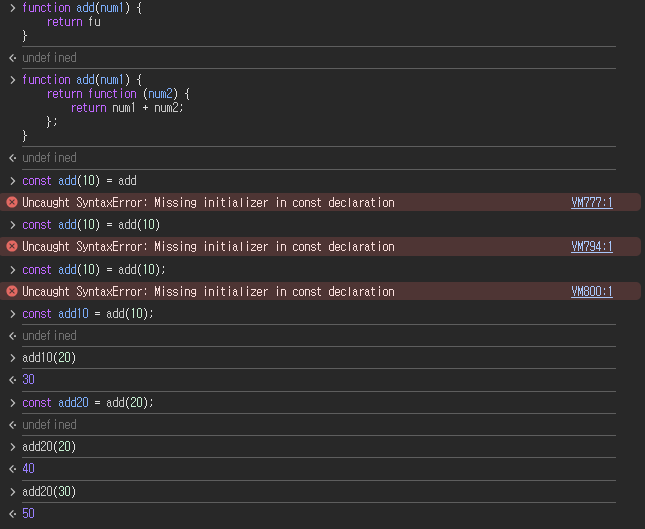 > function add(num1) {
    return fu
}
<· undefined
> function add(num1) {
    return function (num2) {
        return num1 + num2;
    };
}
<· undefined
> const add(10) = add
Uncaught SyntaxError: Missing initializer in const declaration VM777:1
> const add(10) = add(10)
Uncaught SyntaxError: Missing initializer in const declaration VM794:1
> const add(10) = add(10);
Uncaught SyntaxError: Missing initializer in const declaration VM800:1
> const add10 = add(10);
<· undefined
> add10(20)
<· 30
> const add20 = add(20);
<· undefined
> add20(20)
<· 40
> add20(30)
<· 50